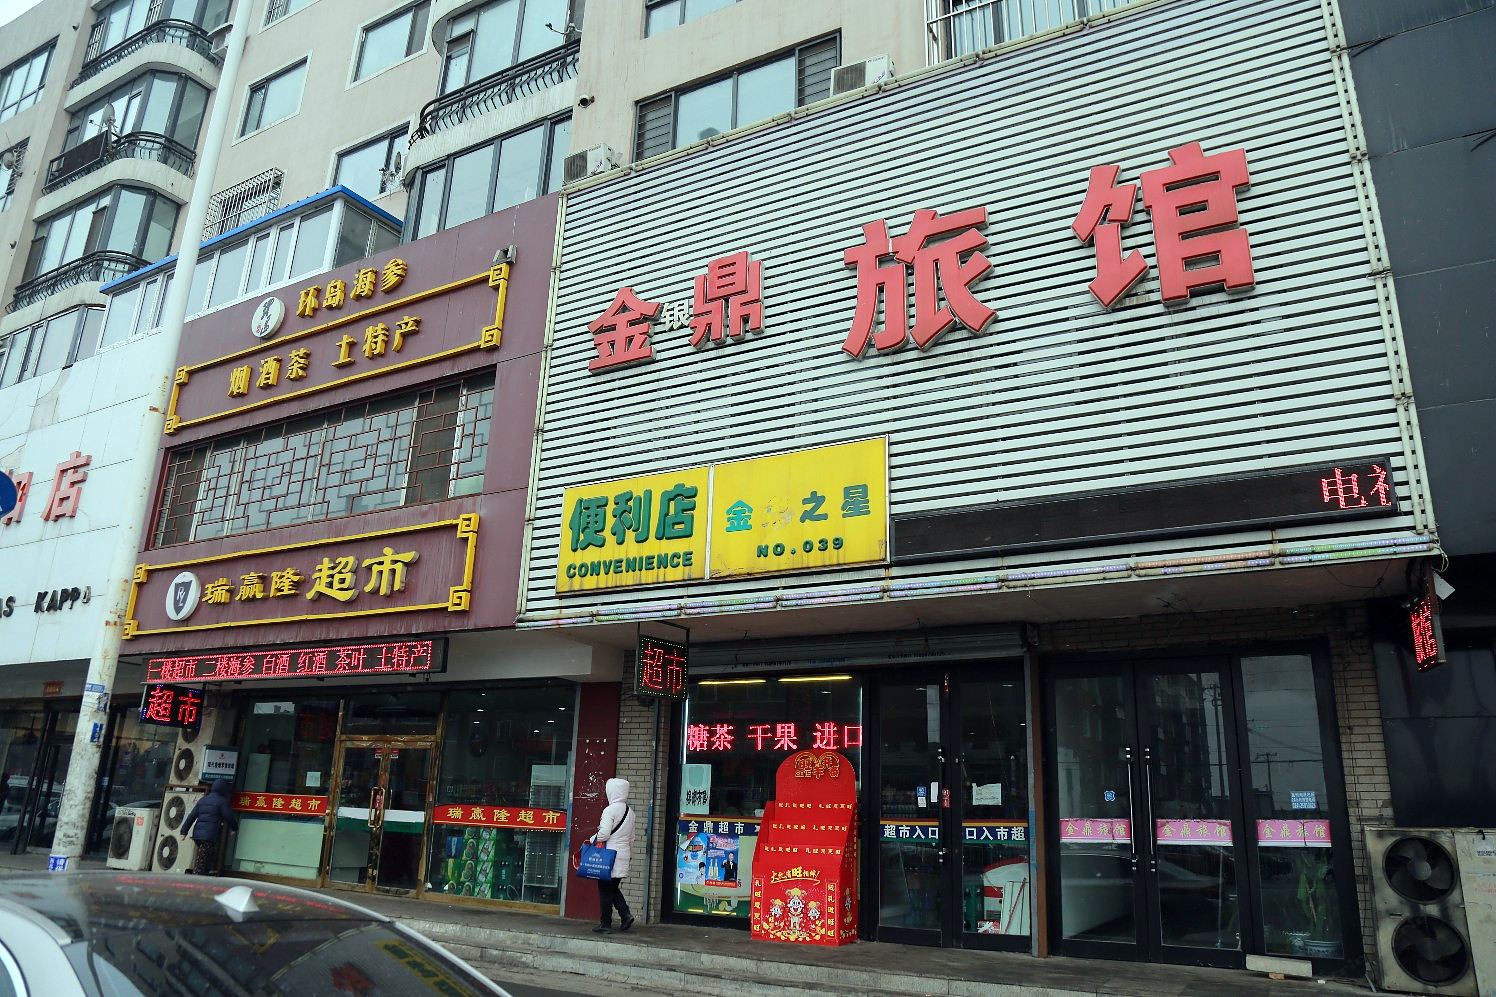 环岛海参
烟酒茶 土特产
瑞赢隆超市
一楼超市 二楼海参 白酒 红酒 茶叶 土特产
超市
瑞赢隆超市
瑞赢隆超市
店
KAPP
金鼎旅馆
银
便利店
CONVENIENCE
金
之星
NO.039
电
超市
糖茶 干果 进口
金鼎超市
超市入口
口入市超
金鼎旅馆
金鼎旅馆
金鼎旅馆
馆